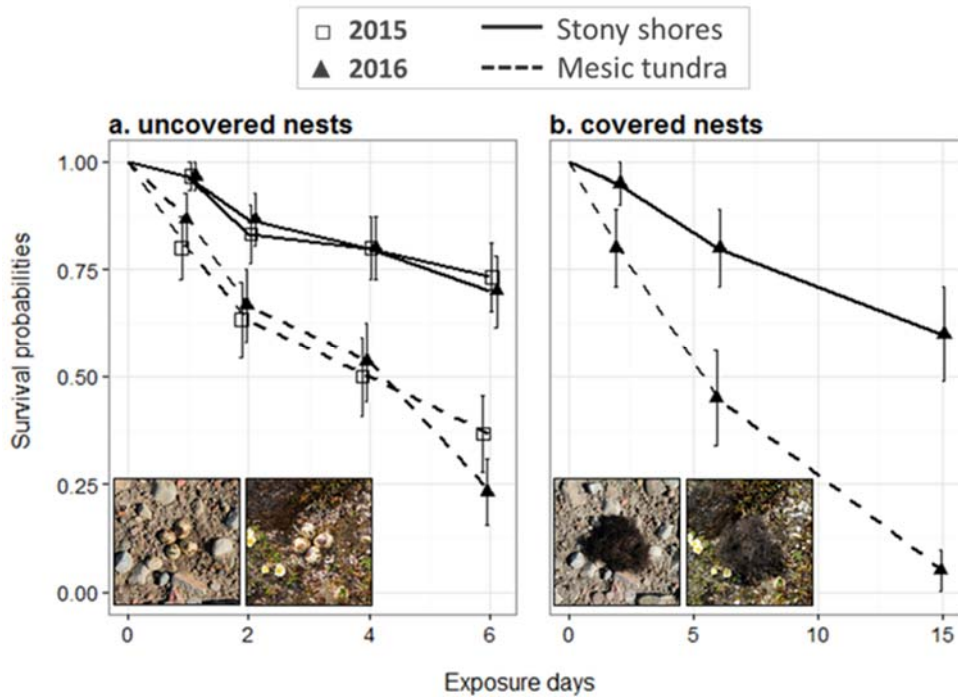 2015 Stony shores
2016 Mesic tundra
a. uncovered nests
b. covered nests
Survival probabilities
1.00
0.75
0.50
0.25
0.00
0 2 4 6
0 5 10 15
Exposure days